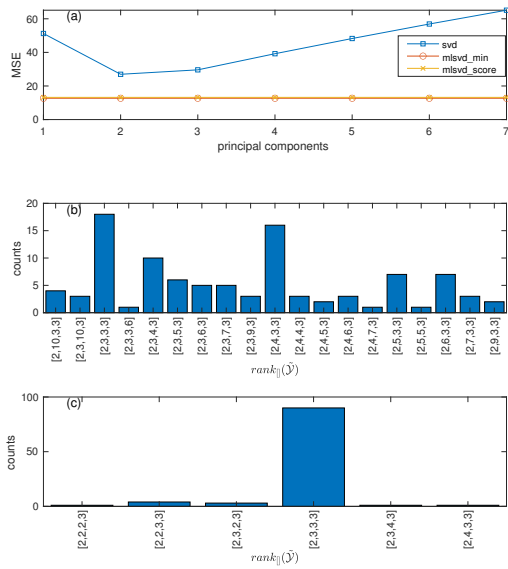 (a)
60
40
20
0
MSE
svd
mlsvd_min
mlsvd_score
1 2 3 4 5 6 7
principal components
(b)
20
15
10
5
0
counts
[2,10,3,3] [2,3,10,3] [2,3,3,3] [2,3,3,6] [2,3,4,3] [2,3,5,3] [2,3,6,3] [2,3,7,3] [2,3,9,3] [2,4,3,3] [2,4,4,3] [2,4,5,3] [2,4,6,3] [2,4,7,3] [2,5,3,3] [2,5,5,3] [2,6,3,3] [2,7,3,3] [2,9,3,3]
rank[](Ỹ)
(c)
100
50
0
counts
[2,2,2,3] [2,2,3,3] [2,3,2,3] [2,3,3,3] [2,3,4,3] [2,4,3,3]
rank[](Ỹ)